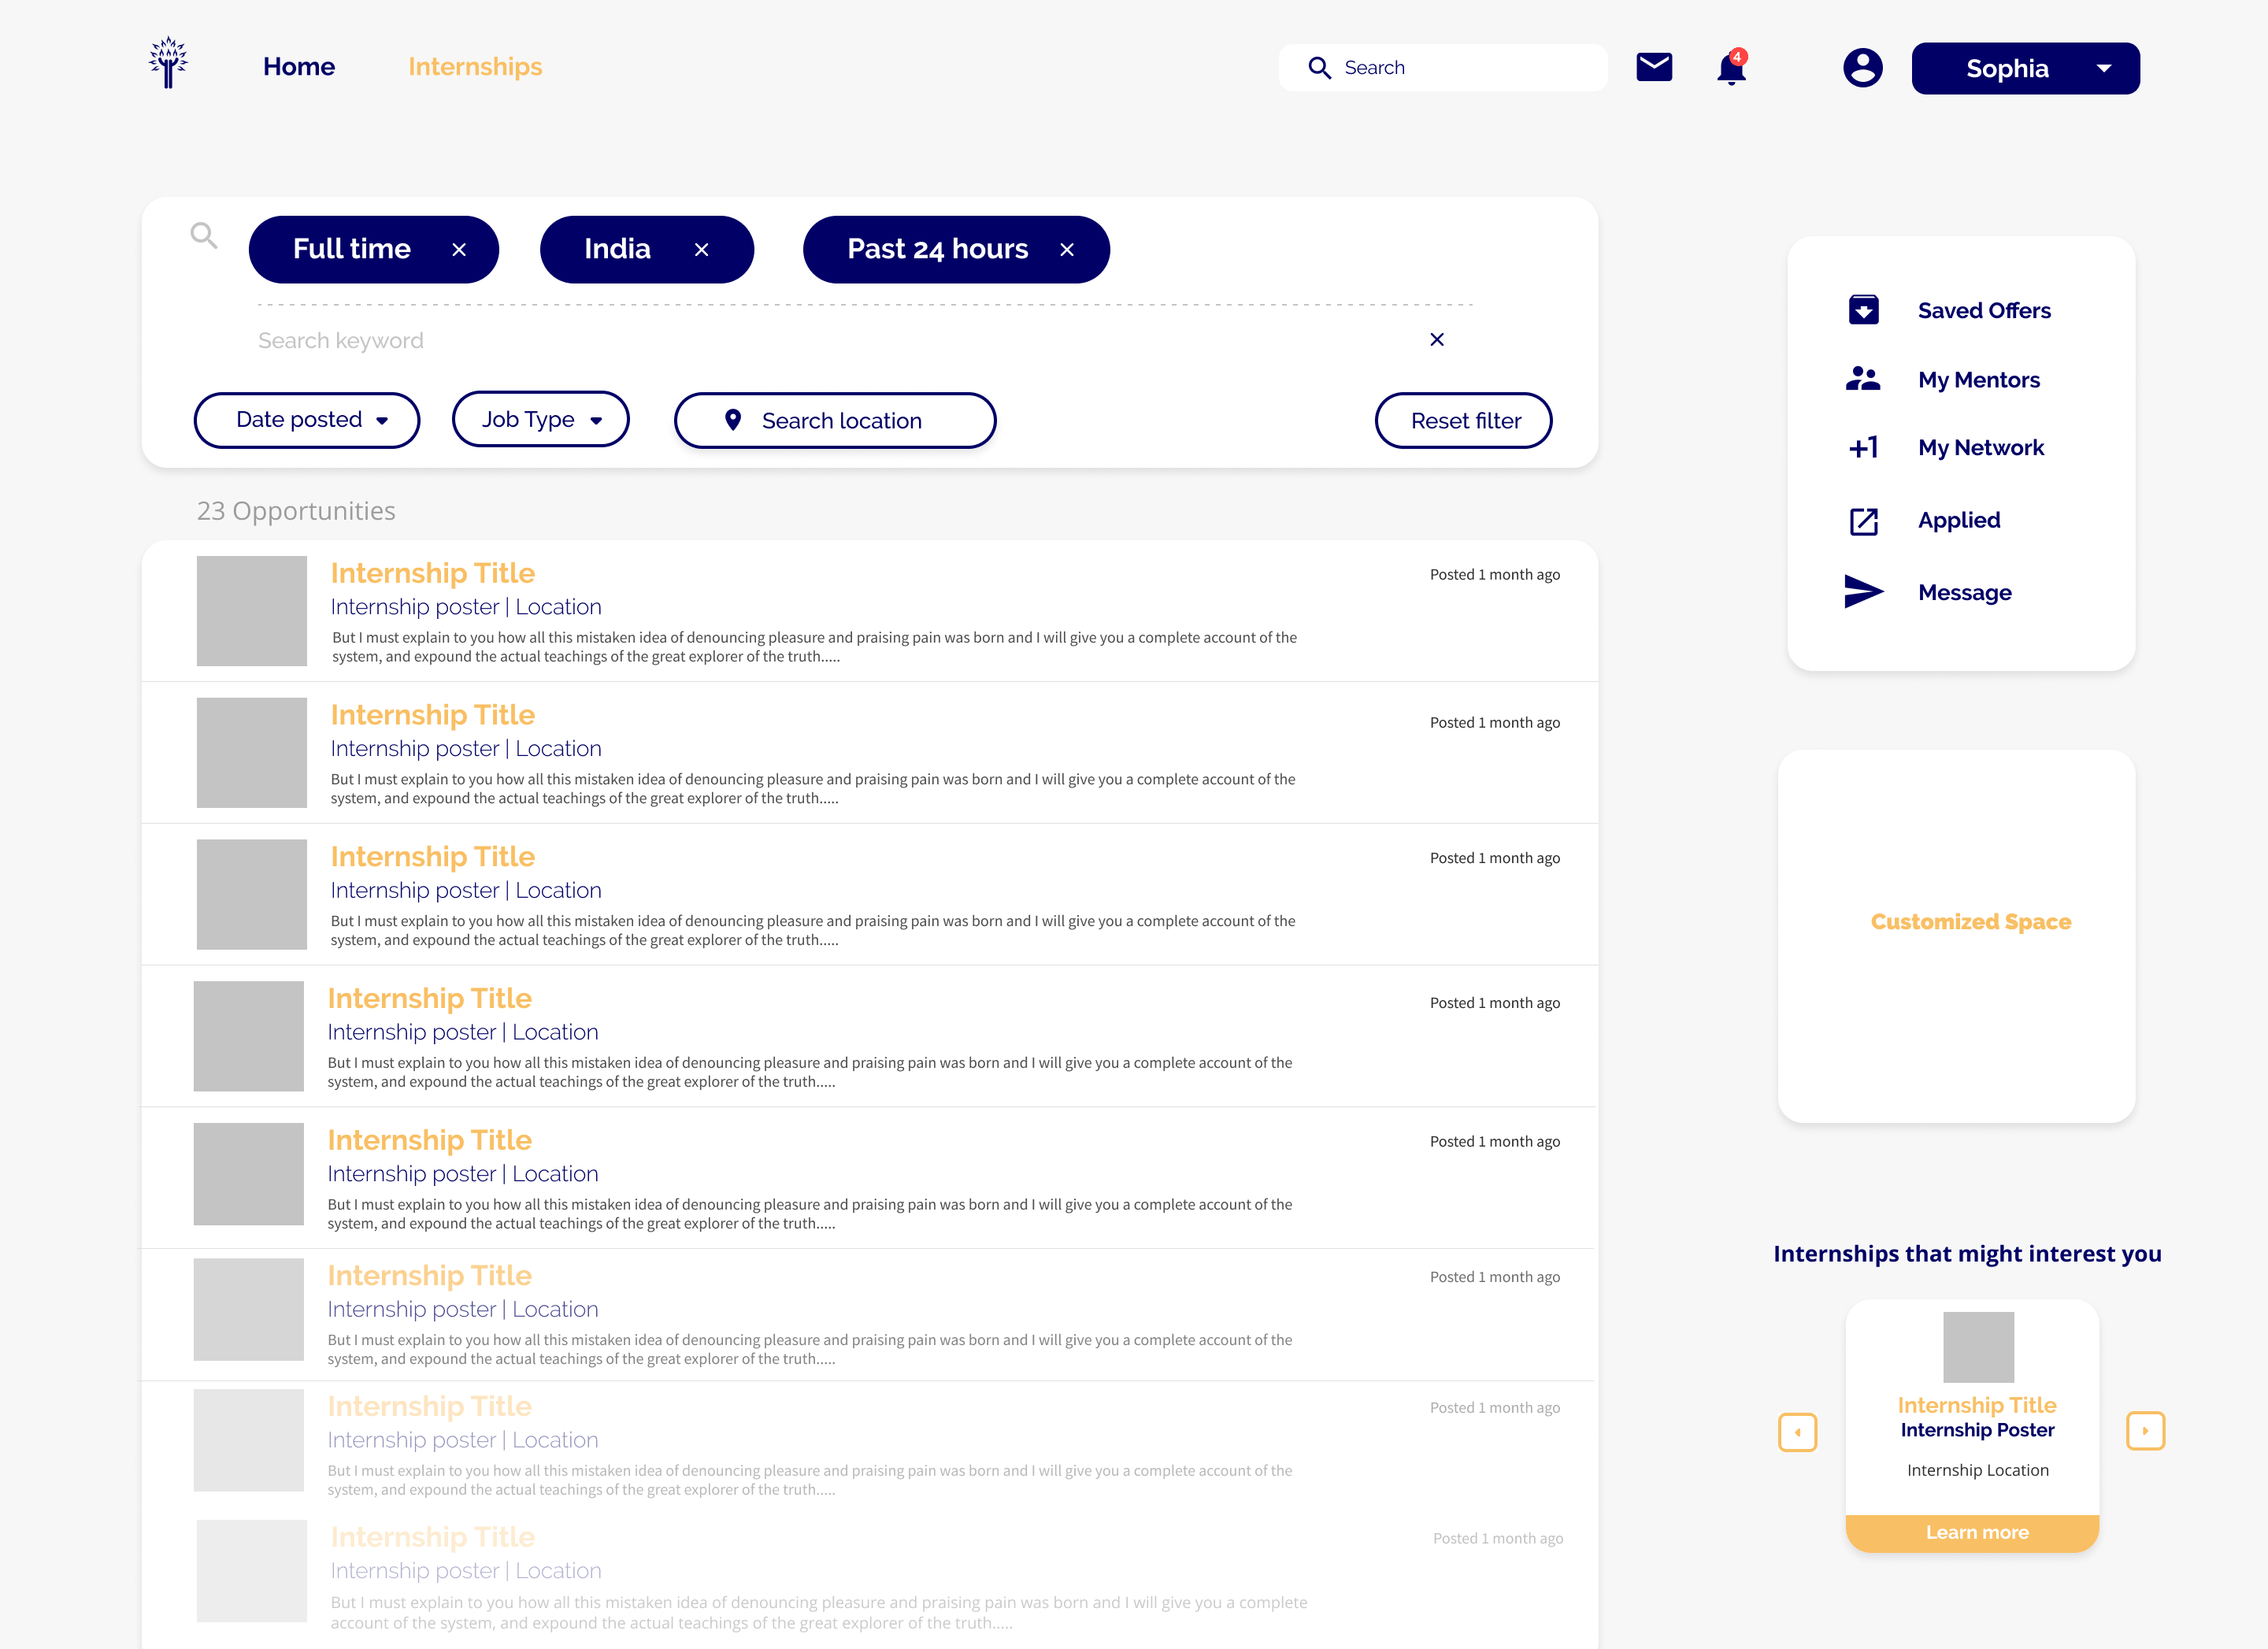 Home
Internships
Search
4
Sophia
Full time
India
Past 24 hours
Search keyword
Date posted
Job Type
Search location
Reset filter
23 Opportunities
Internship Title
Posted 1 month ago
Internship poster | Location
But I must explain to you how all this mistaken idea of denouncing pleasure and praising pain was born and I will give you a complete account of the
system, and expound the actual teachings of the great explorer of the truth.....
Internship Title
Posted 1 month ago
Internship poster | Location
But I must explain to you how all this mistaken idea of denouncing pleasure and praising pain was born and I will give you a complete account of the
system, and expound the actual teachings of the great explorer of the truth.....
Internship Title
Posted 1 month ago
Internship poster | Location
But I must explain to you how all this mistaken idea of denouncing pleasure and praising pain was born and I will give you a complete account of the
system, and expound the actual teachings of the great explorer of the truth.....
Internship Title
Posted 1 month ago
Internship poster | Location
But I must explain to you how all this mistaken idea of denouncing pleasure and praising pain was born and I will give you a complete account of the
system, and expound the actual teachings of the great explorer of the truth.....
Internship Title
Posted 1 month ago
Internship poster | Location
But I must explain to you how all this mistaken idea of denouncing pleasure and praising pain was born and I will give you a complete account of the
system, and expound the actual teachings of the great explorer of the truth.....
Internship Title
Posted 1 month ago
Internship poster | Location
But I must explain to you how all this mistaken idea of denouncing pleasure and praising pain was born and I will give you a complete account of the
system, and expound the actual teachings of the great explorer of the truth.....
Internship Title
Posted 1 month ago
Internship poster | Location
But I must explain to you how all this mistaken idea of denouncing pleasure and praising pain was born and I will give you a complete account of the
system, and expound the actual teachings of the great explorer of the truth.....
Internship Title
Posted 1 month ago
Internship poster | Location
But I must explain to you how all this mistaken idea of denouncing pleasure and praising pain was born and I will give you a complete
account of the system, and expound the actual teachings of the great explorer of the truth.....
Saved Offers
My Mentors
+1
My Network
Applied
Message
Customized Space
Internships that might interest you
Internship Title
Internship Poster
Internship Location
Learn more